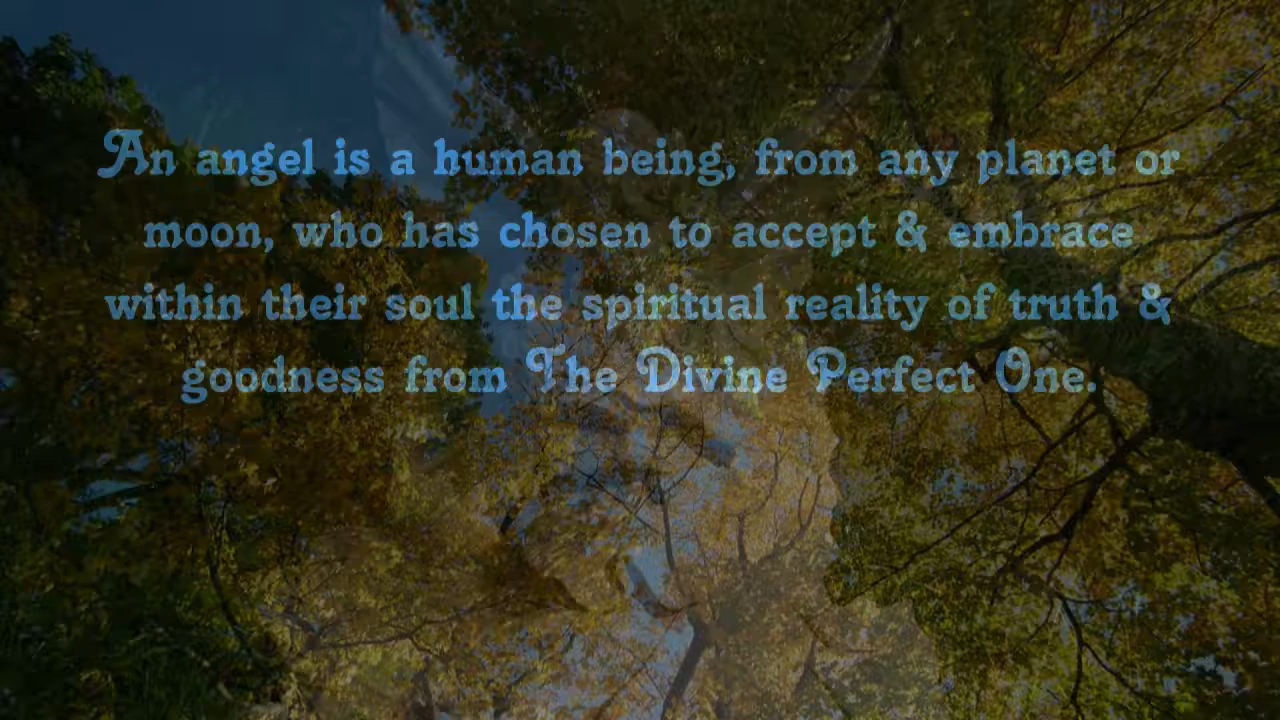 An angel is a human being, from any planet or
moon, who has chosen to accept & embrace
within their soul the spiritual reality of truth &
goodness from The Divine Perfect One.